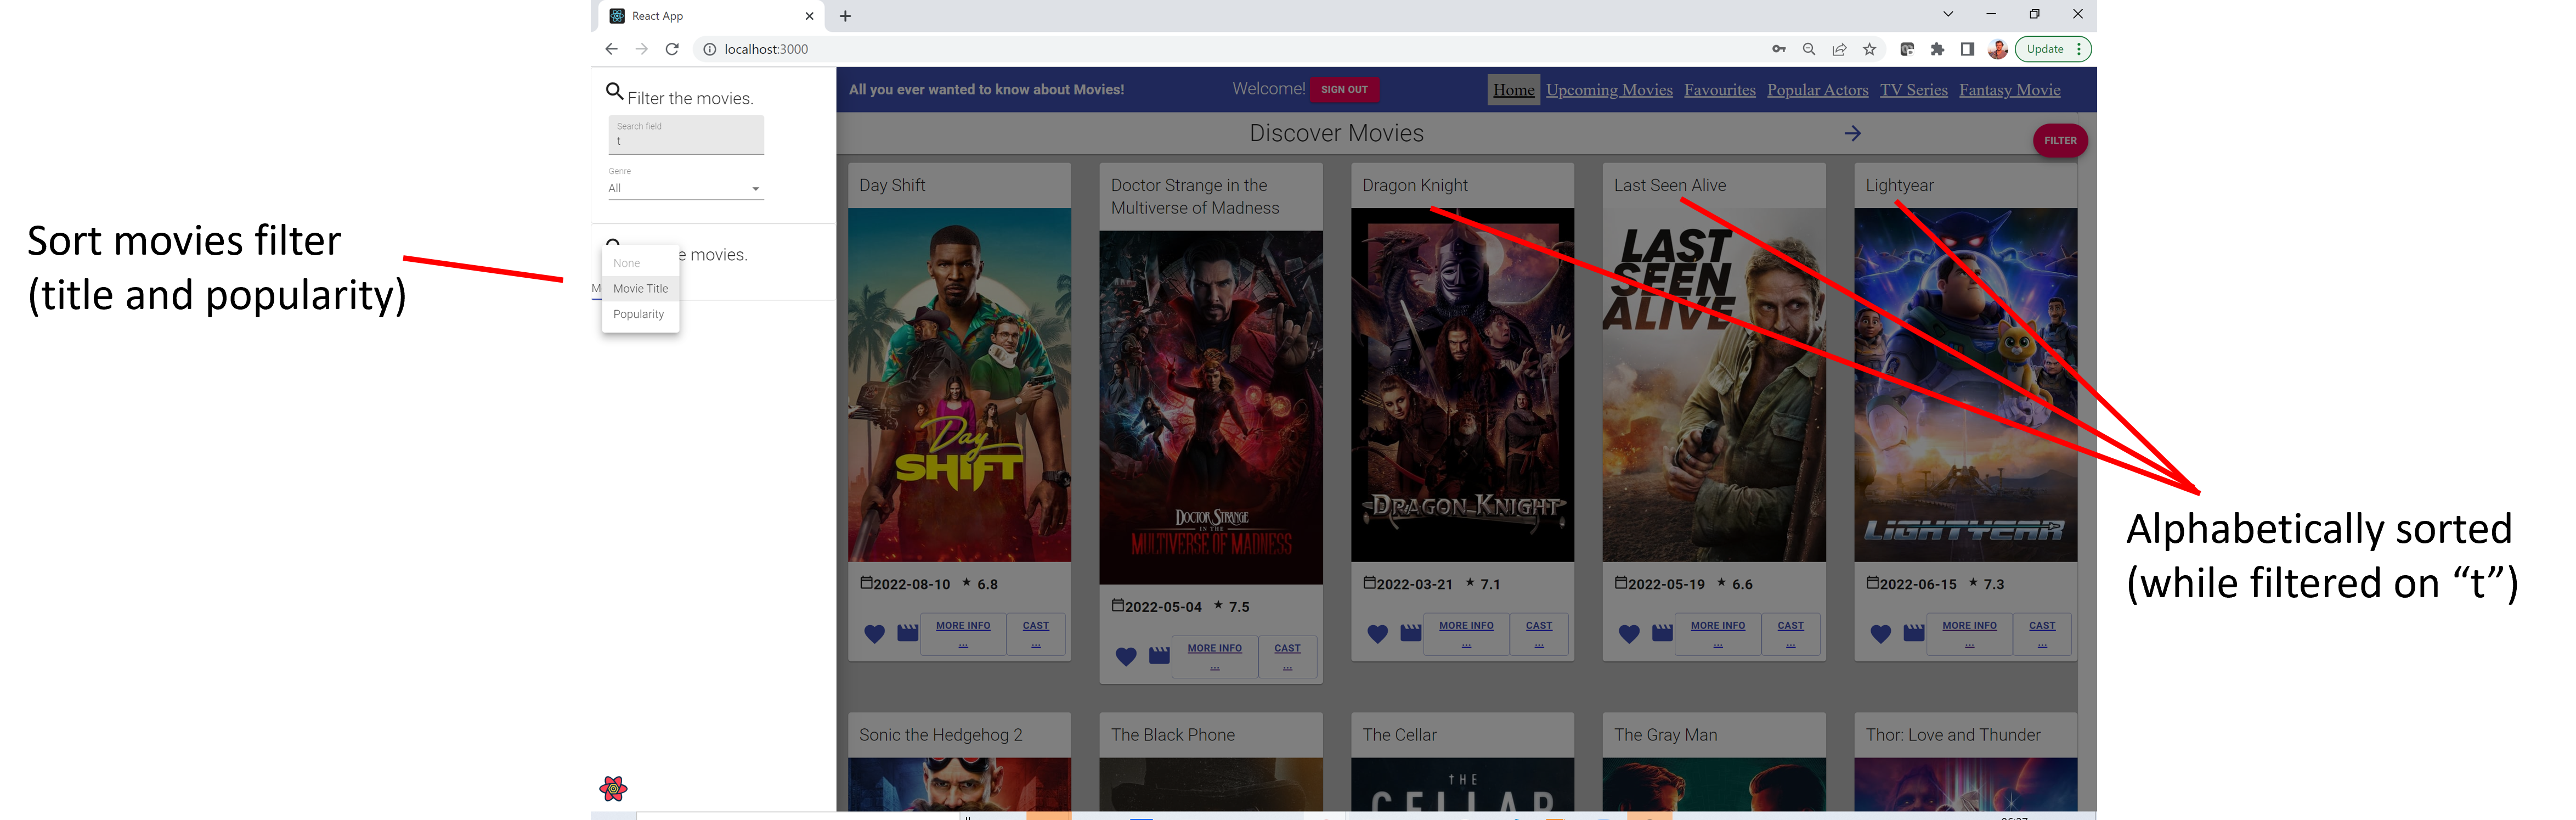 React App
localhost:3000
Update
Filter the movies.
Search field
t
Genre
All
e movies.
None
M
Movie Title
Popularity
All you ever wanted to know about Movies!
Welcome!
SIGN OUT
Home Upcoming Movies Favourites Popular Actors TV Series Fantasy Movie
Discover Movies
FILTER
Day Shift
Day
SHIFT
2022-08-10 ★ 6.8
MORE INFO
...
CAST
...
Doctor Strange in the
Multiverse of Madness
DOCTOR STRANGE
IN THE
MULTIVERSE OF MADNESS
2022-05-04 ★ 7.5
MORE INFO
...
CAST
...
Dragon Knight
DRAGON KNIGHT
2022-03-21 ★ 7.1
MORE INFO
...
CAST
...
Last Seen Alive
LAST
SEEN
ALIVE
2022-05-19 ★ 6.6
MORE INFO
...
CAST
...
Lightyear
LIGHTYEAR
2022-06-15 ★ 7.3
MORE INFO
...
CAST
...
Sonic the Hedgehog 2
The Black Phone
The Cellar
THE
CELLAR
The Gray Man
Thor: Love and Thunder
Sort movies filter
(title and popularity)
Alphabetically sorted
(while filtered on “t”)